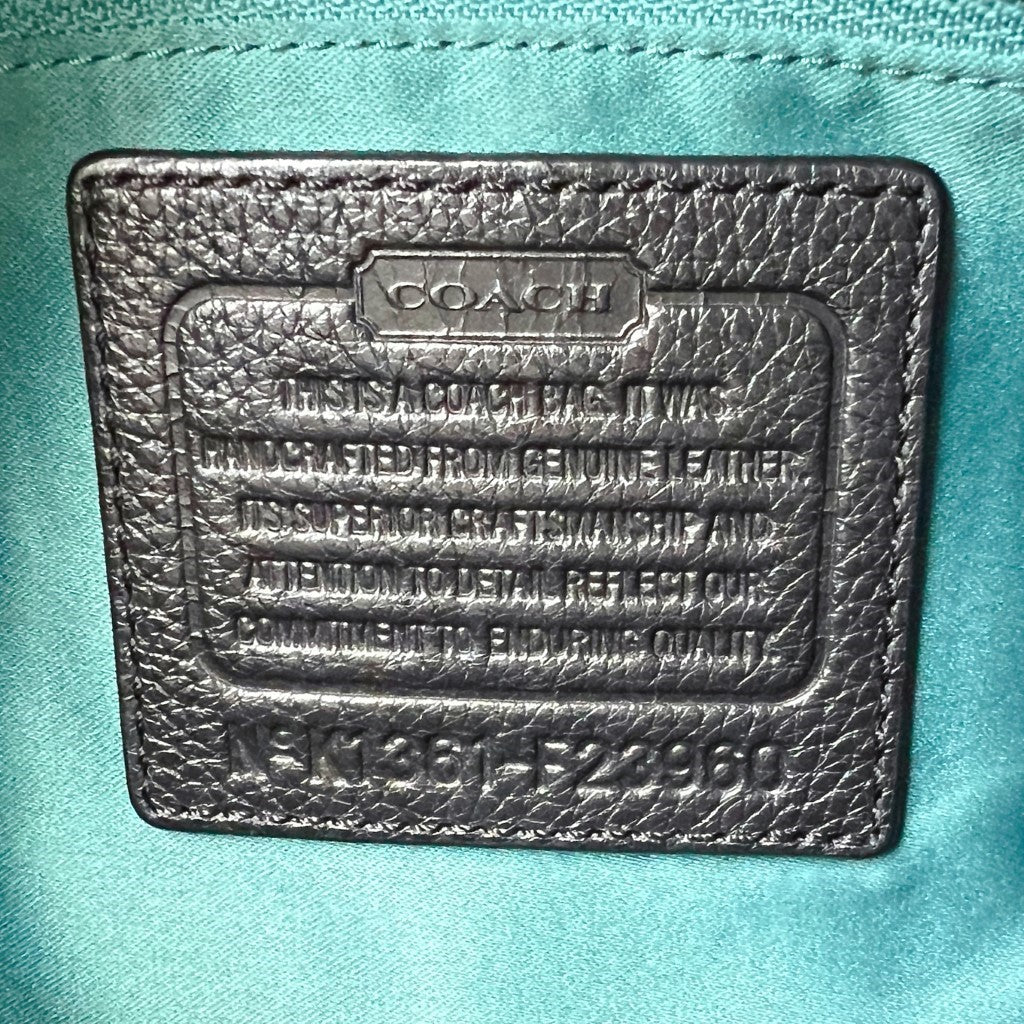 COACH
THIS IS A COACH BAG. IT WAS
HANDCRAFTED FROM GENUINE LEATHER.
ITS SUPERIOR CRAFTSMANSHIP AND
ATTENTION TO DETAIL REFLECT OUR
COMMITMENT TO ENDURING QUALITY.
Nº K1361-F23960